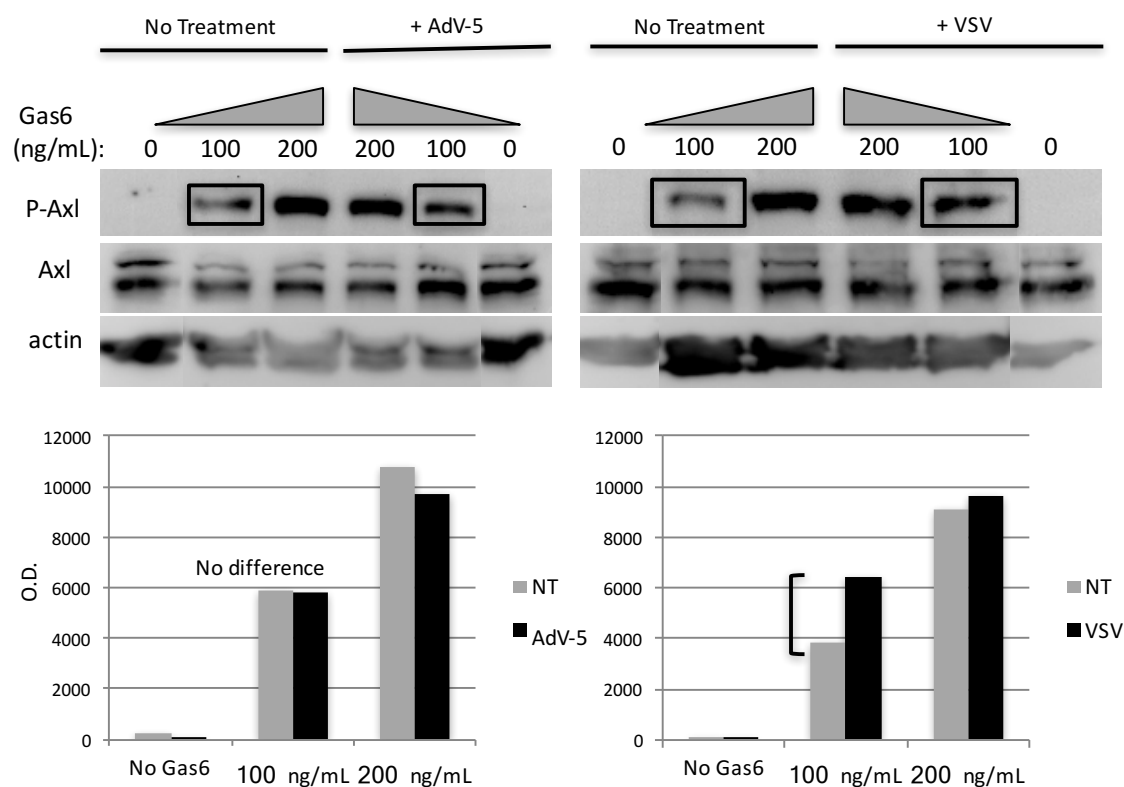 No Treatment + AdV-5 No Treatment + VSV
Gas6
(ng/mL): 0 100 200 200 100 0 0 100 200 200 100 0
P-Axl
Axl
actin
12000
10000
8000
6000
4000
2000
0
O.D.
No difference
No Gas6 100 ng/mL 200 ng/mL
NT
AdV-5
12000
10000
8000
6000
4000
2000
0
No Gas6 100 ng/mL 200 ng/mL
NT
VSV